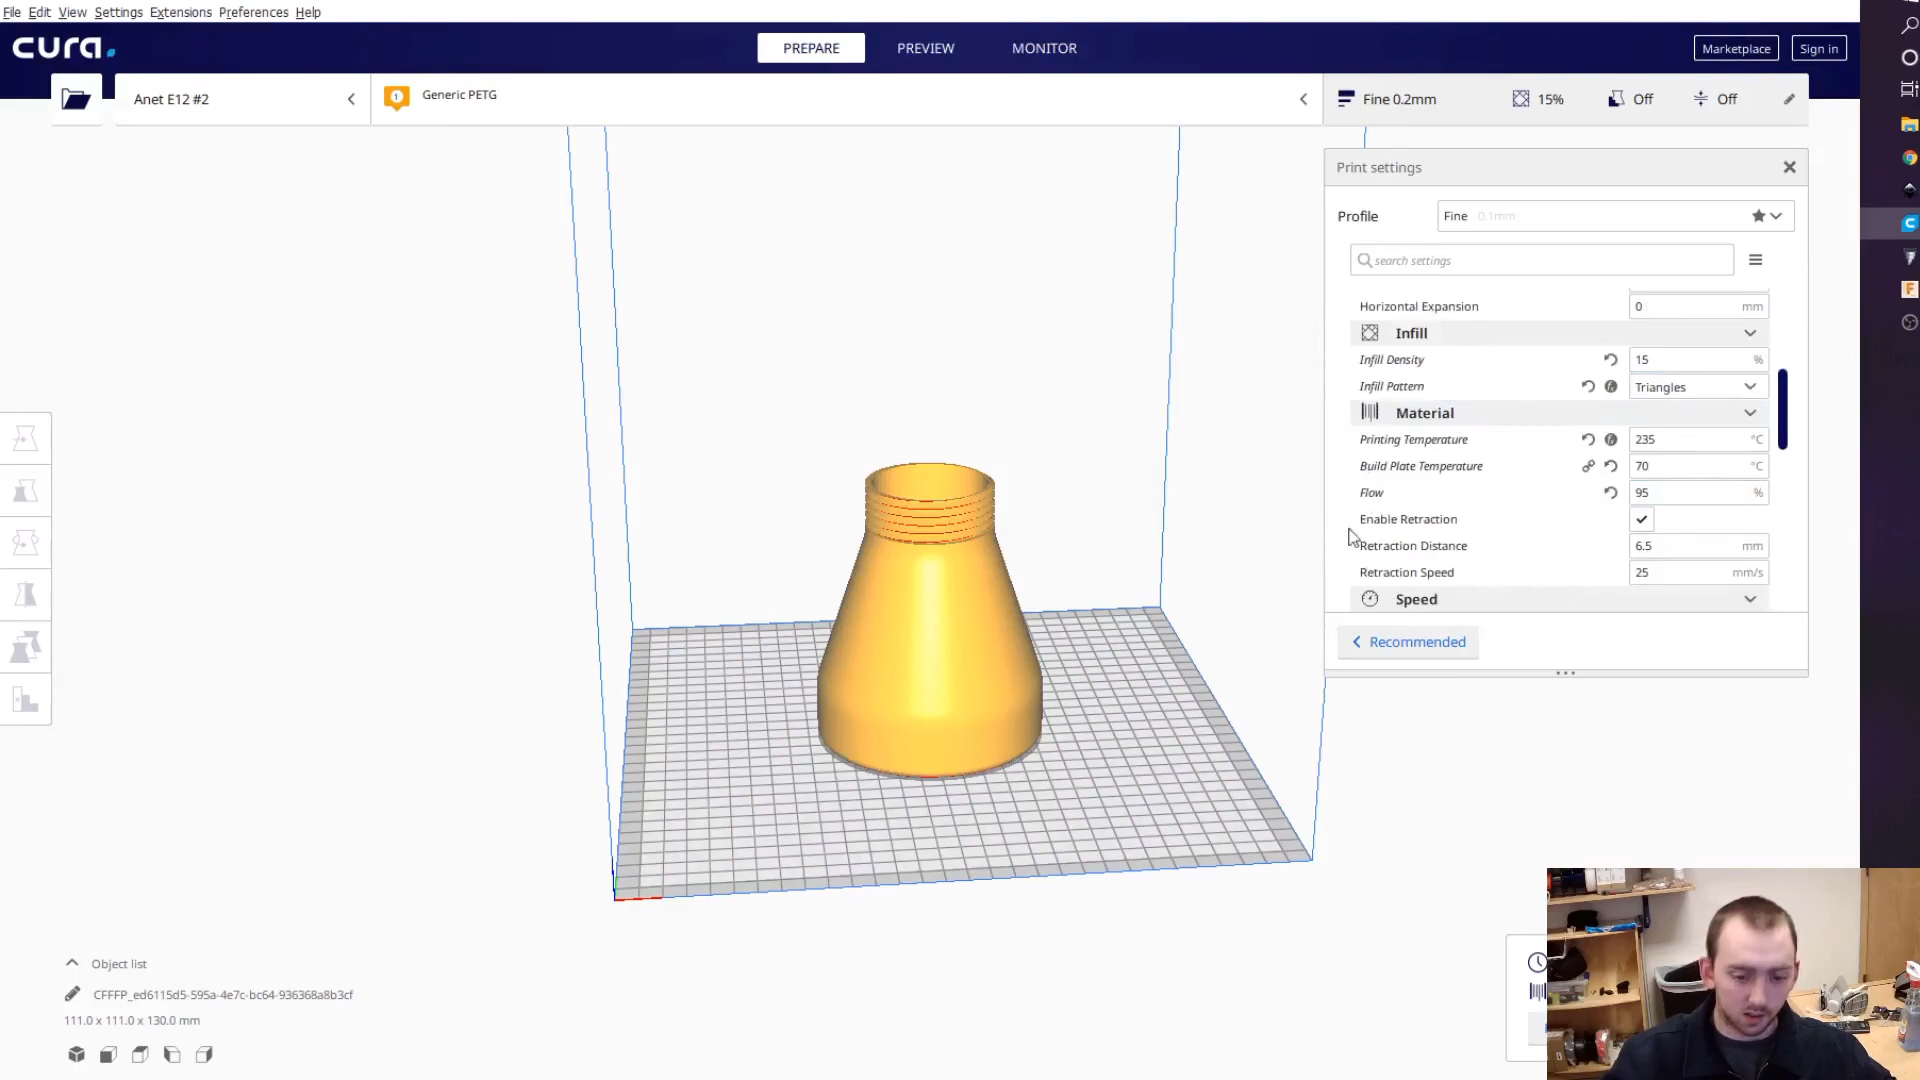 File Edit View Settings Extensions Preferences Help
cura.
PREPARE
PREVIEW
MONITOR
Marketplace
Sign in
Anet E12 #2
1
Generic PETG
Fine 0.2mm
15%
Off
Off
Print settings
Profile
Fine 0.1mm
search settings
Horizontal Expansion
0 mm
Infill
Infill Density
15 %
Infill Pattern
Triangles
Material
Printing Temperature
235 °C
Build Plate Temperature
70 °C
Flow
95 %
Enable Retraction
Retraction Distance
6.5 mm
Retraction Speed
25 mm/s
Speed
Recommended
Object list
CFFFP_ed6115d5-595a-4e7c-bc64-936368a8b3cf
111.0 x 111.0 x 130.0 mm